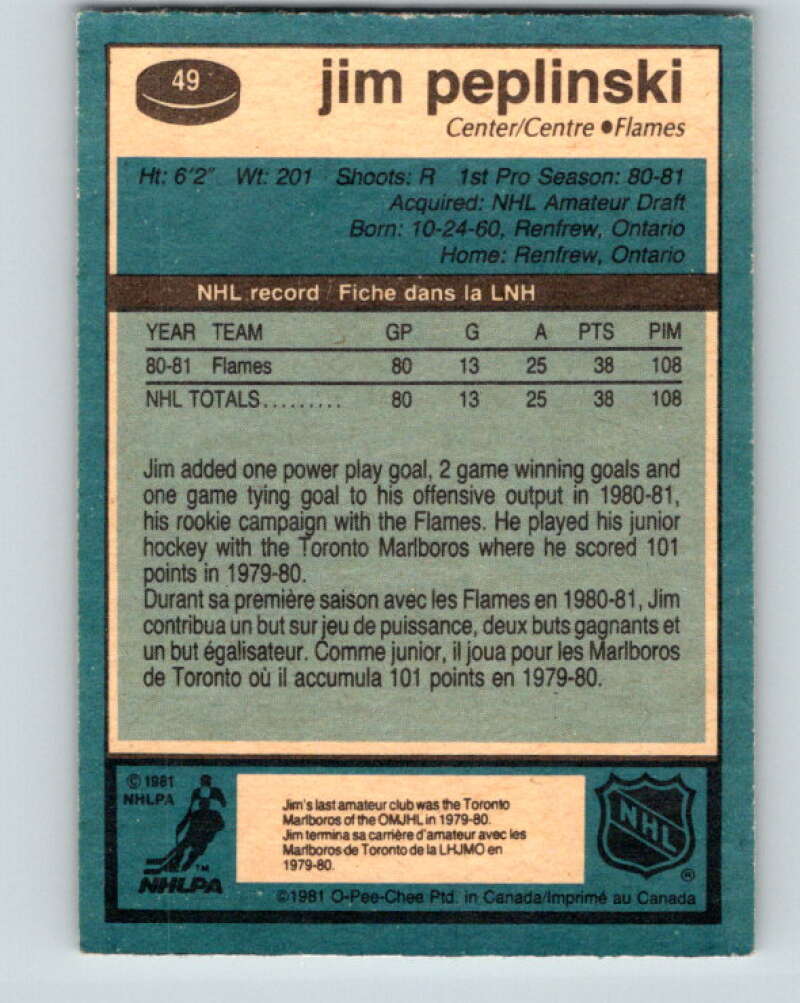 49
jim peplinski
Center/Centre ●Flames
Ht: 6'2" Wt: 201 Shoots: R 1st Pro Season: 80-81
Acquired: NHL Amateur Draft
Born: 10-24-60, Renfrew, Ontario
Home: Renfrew, Ontario
NHL record / Fiche dans la LNH
YEAR TEAM GP G A PTS PIM
80-81 Flames 80 13 25 38 108
NHL TOTALS......... 80 13 25 38 108
Jim added one power play goal, 2 game winning goals and
one game tying goal to his offensive output in 1980-81,
his rookie campaign with the Flames. He played his junior
hockey with the Toronto Marlboros where he scored 101
points in 1979-80.
Durant sa première saison avec les Flames en 1980-81, Jim
contribua un but sur jeu de puissance, deux buts gagnants et
un but égalisateur. Comme junior, il joua pour les Marlboros
de Toronto où il accumula 101 points en 1979-80.
© 1981
NHLPA
TM
NHLPA
Jim's last amateur club was the Toronto
Marlboros of the OMJHL in 1979-80.
Jim termina sa carrière d'amateur avec les
Marlboros de Toronto de la LHJMO en
1979-80.
NHL
®
©1981 O-Pee-Chee Ptd. in Canada/Imprimé au Canada